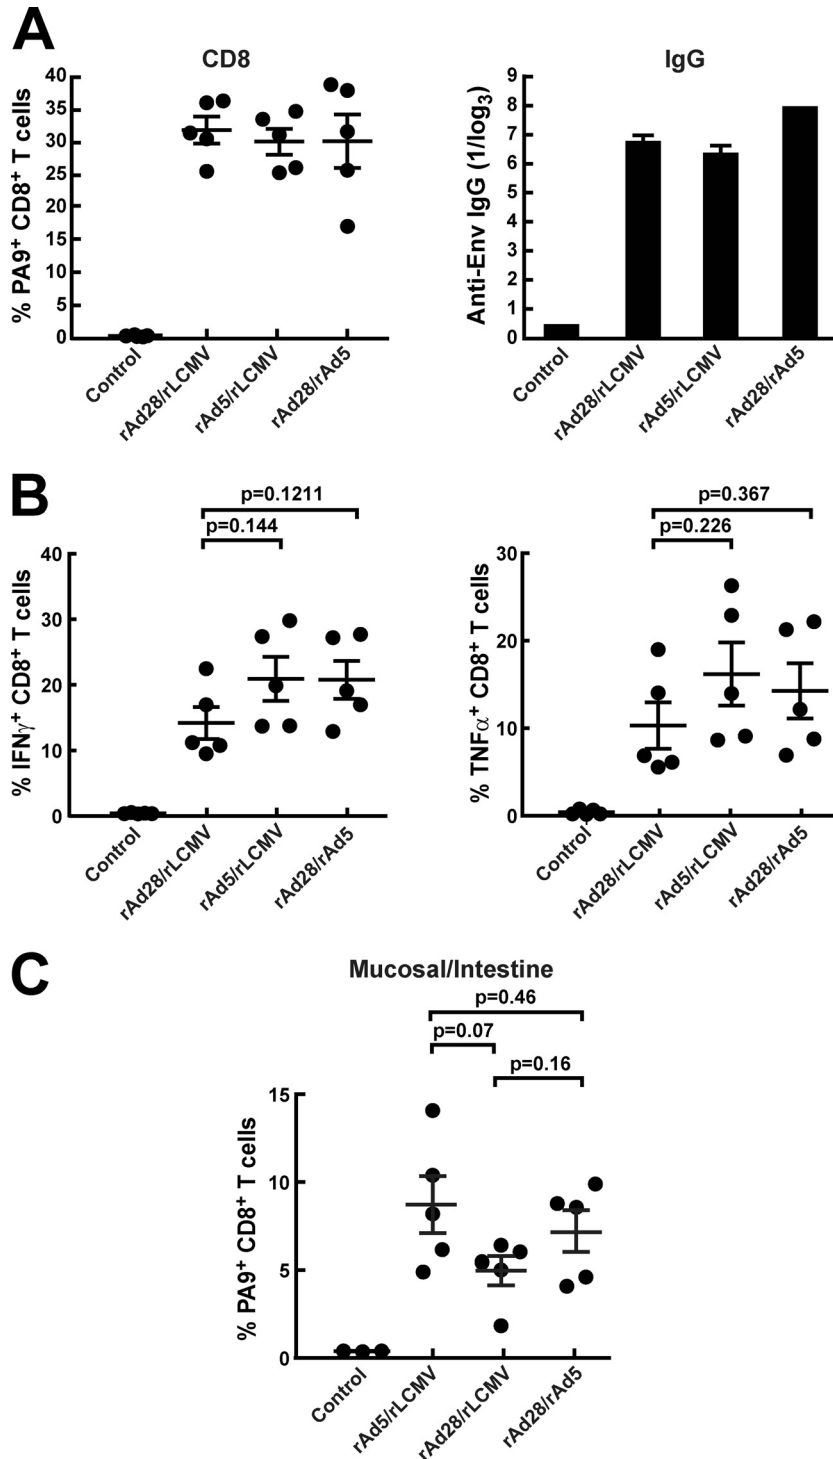 A
CD8
% PA9⁺ CD8⁺ T cells
40
35
30
25
20
15
10
5
0
Control
rAd28/rLCMV
rAd5/rLCMV
rAd28/rAd5
IgG
Anti-Env IgG (1/log₃)
9
8
7
6
5
4
3
2
1
0
Control
rAd28/rLCMV
rAd5/rLCMV
rAd28/rAd5
B
p=0.1211
p=0.144
% IFNγ⁺ CD8⁺ T cells
40
30
20
10
0
Control
rAd28/rLCMV
rAd5/rLCMV
rAd28/rAd5
p=0.367
p=0.226
% TNFα⁺ CD8⁺ T cells
30
20
10
0
Control
rAd28/rLCMV
rAd5/rLCMV
rAd28/rAd5
C
Mucosal/Intestine
p=0.46
p=0.07
p=0.16
% PA9⁺ CD8⁺ T cells
15
10
5
0
Control
rAd5/rLCMV
rAd28/rLCMV
rAd28/rAd5